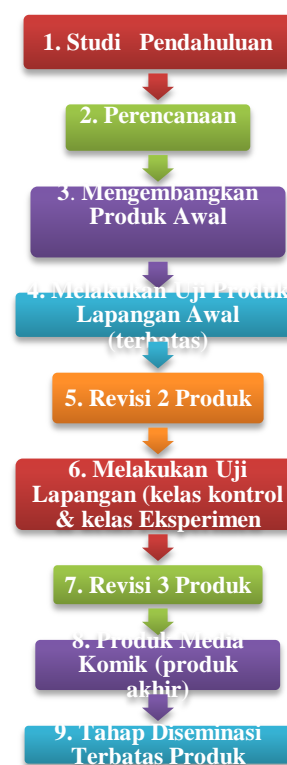 1. Studi Pendahuluan
2. Perencanaan
3. Mengembangkan
Produk Awal
4. Melakukan Uji Produk
Lapangan Awal
(terbatas)
5. Revisi 2 Produk
6. Melakukan Uji
Lapangan (kelas kontrol
& kelas Eksperimen
7. Revisi 3 Produk
8. Produk Media
Komik (produk
akhir)
9. Tahap Diseminasi
Terbatas Produk